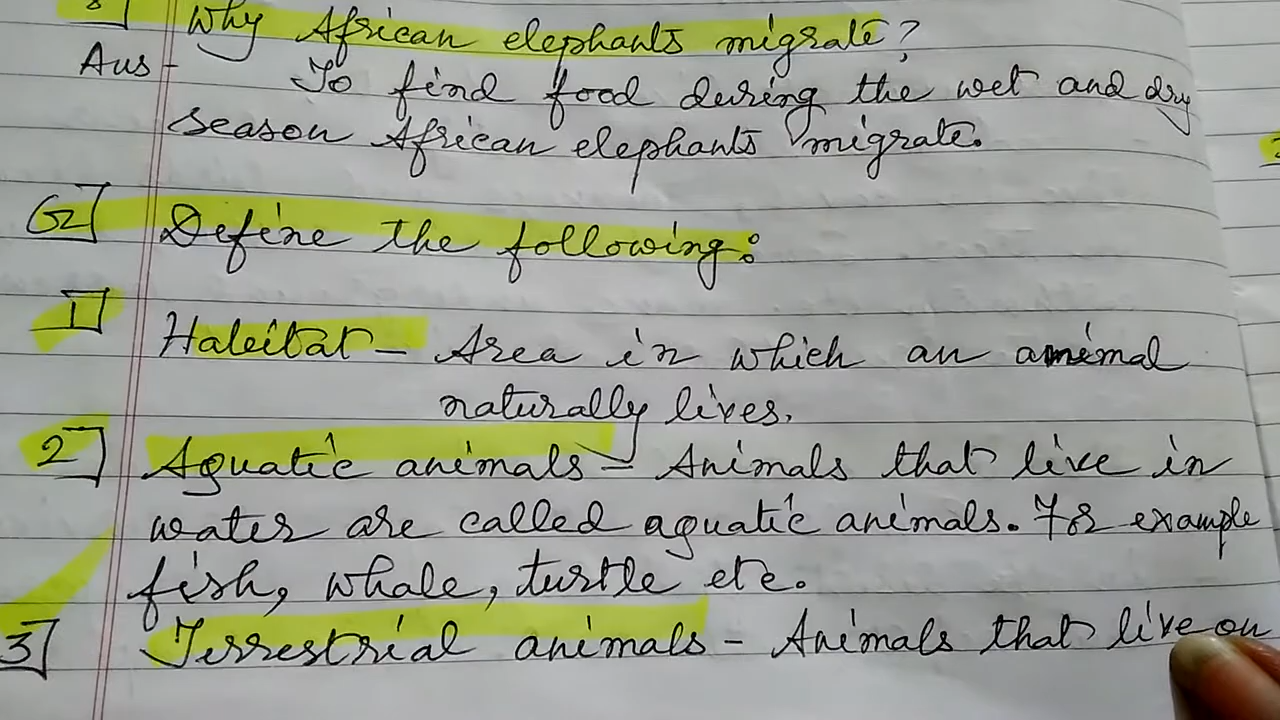 Why African elephants migrate?
Ans - To find food during the wet and dry
season African elephants migrate.
G2] Define the following:
1] Habitat - Area in which an animal
naturally lives.
2] Aquatic animals - Animals that live in
water are called aquatic animals. For example
fish, whale, turtle etc.
3] Terrestrial animals - Animals that live on